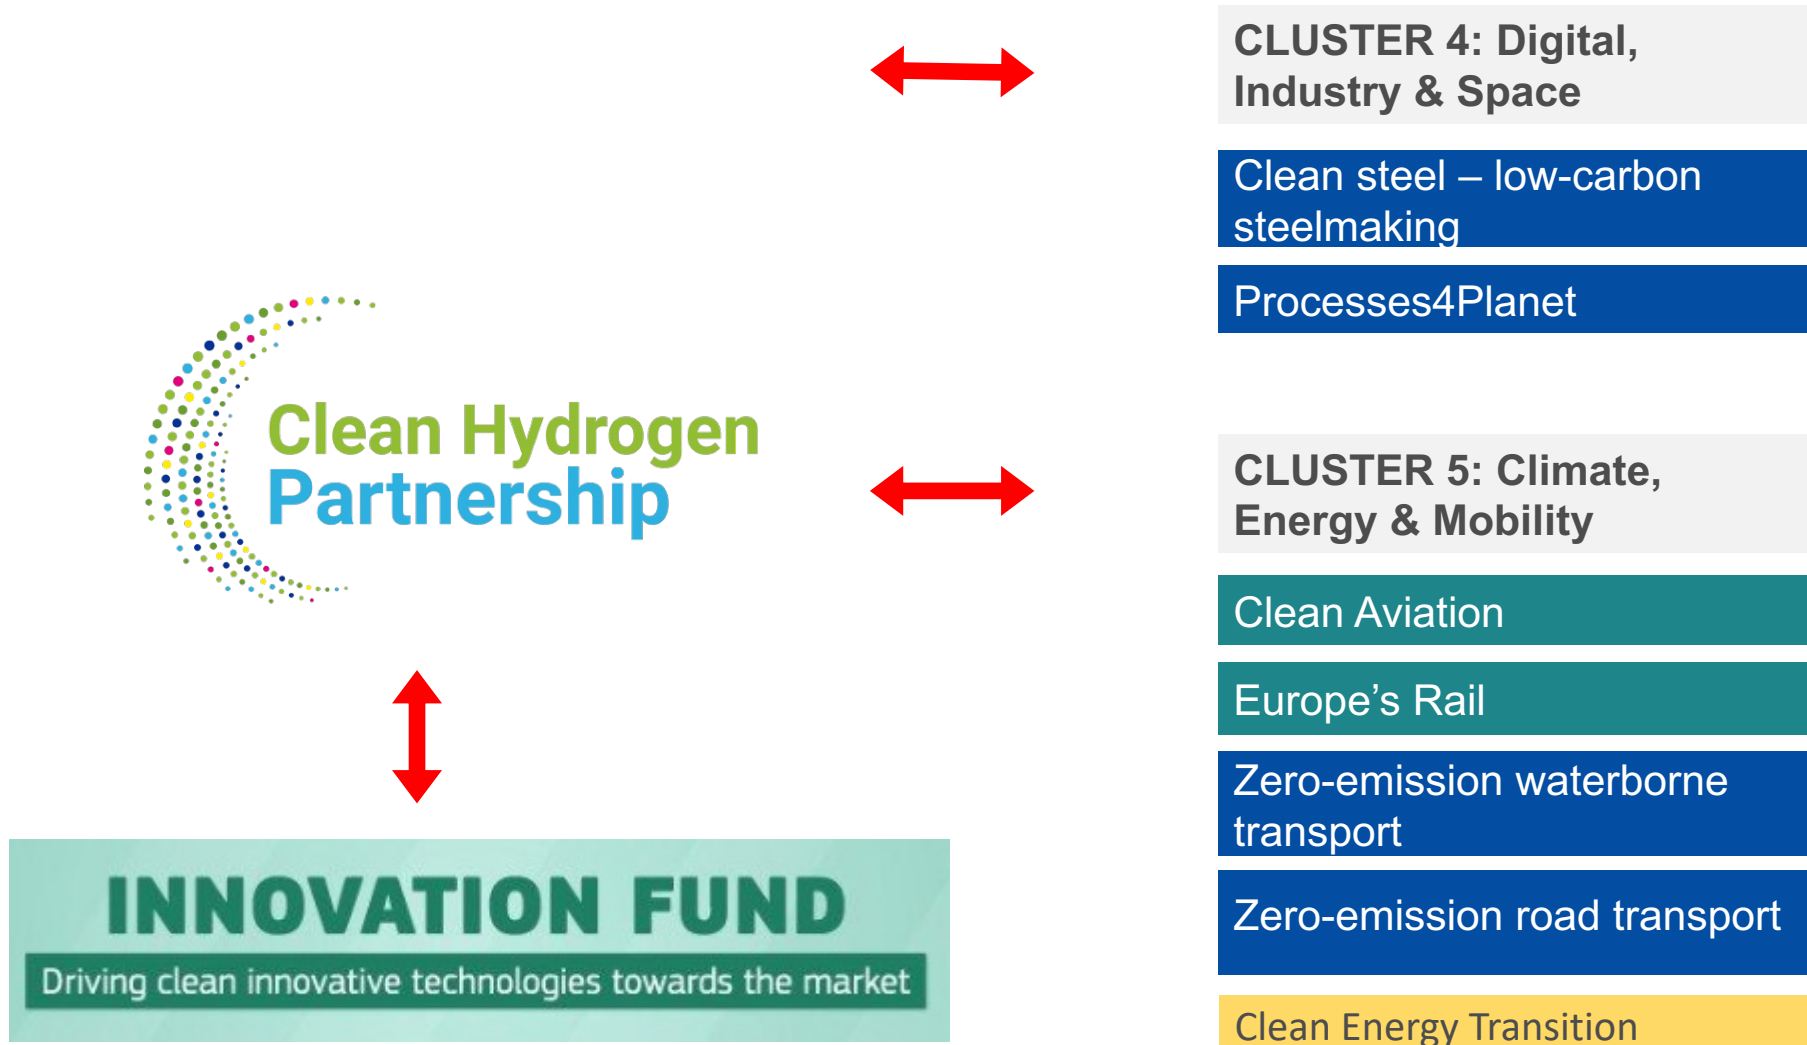 CLUSTER 4: Digital,
Industry & Space
Clean steel – low-carbon
steelmaking
Processes4Planet
Clean Hydrogen
Partnership
CLUSTER 5: Climate,
Energy & Mobility
Clean Aviation
Europe’s Rail
Zero-emission waterborne
transport
Zero-emission road transport
Clean Energy Transition
INNOVATION FUND
Driving clean innovative technologies towards the market